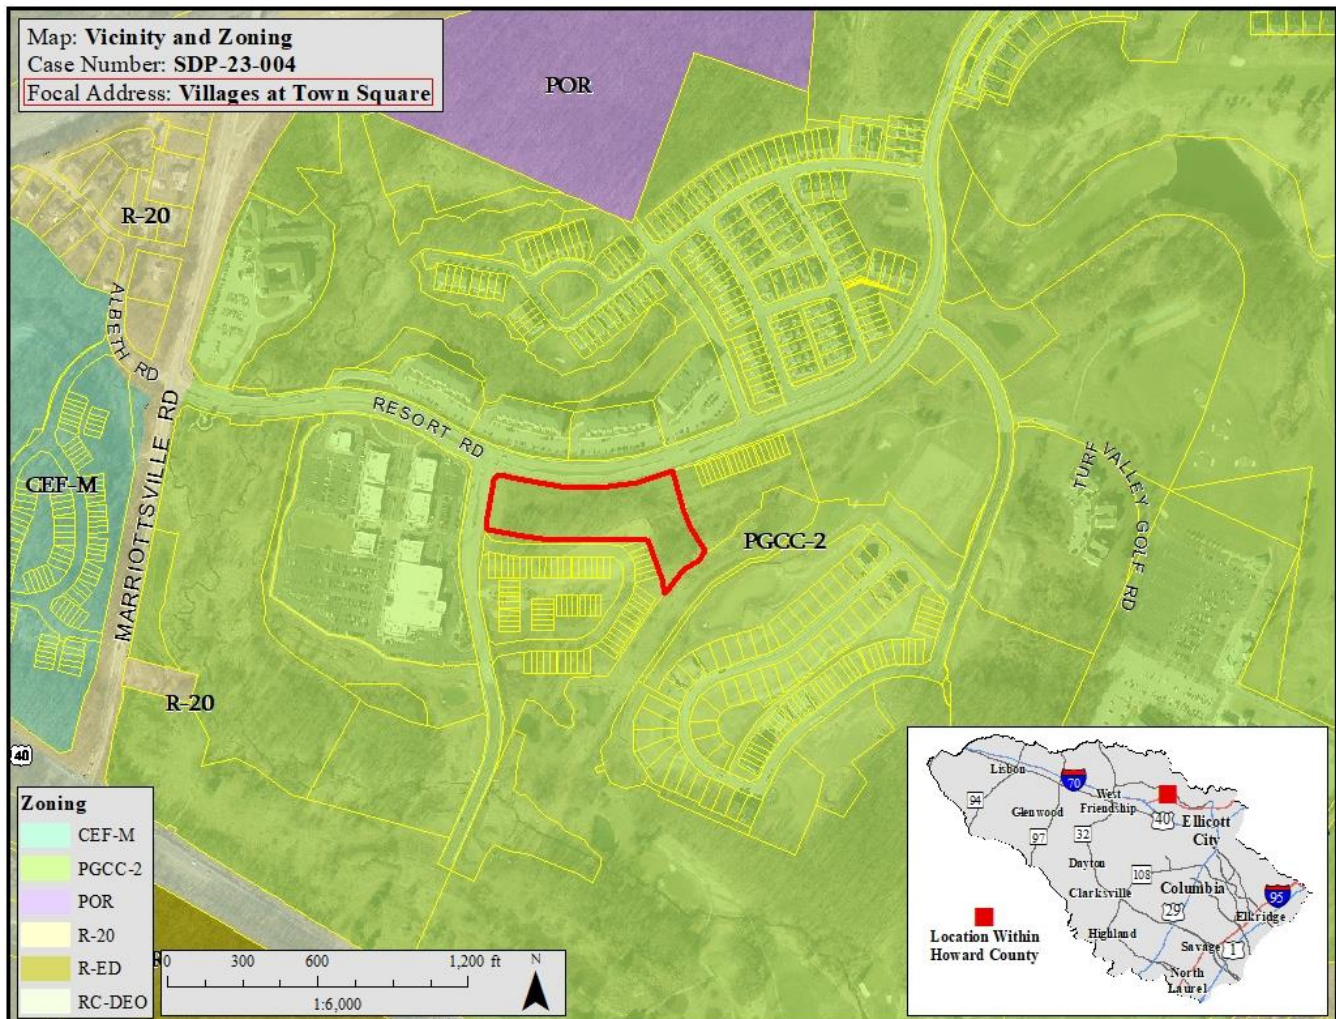 Map: Vicinity and Zoning
Case Number: SDP-23-004
Focal Address: Villages at Town Square
POR
R-20
ALBETH RD
MARRIOTTSVILLE RD
RESORT RD
CEF-M
PGCC-2
TURF VALLEY GOLF RD
R-20
40
Zoning
CEF-M
PGCC-2
POR
R-20
R-ED
RC-DEO
0 300 600 1,200 ft
N
1:6,000
Lisbon
70
94
Glenwood
West
Friendship
40
Ellicott
City
97
32
Dayton
108
Clarksville
Columbia
95
29
Elkridge
Highland
Savage
1
North
Laurel
Location Within
Howard County